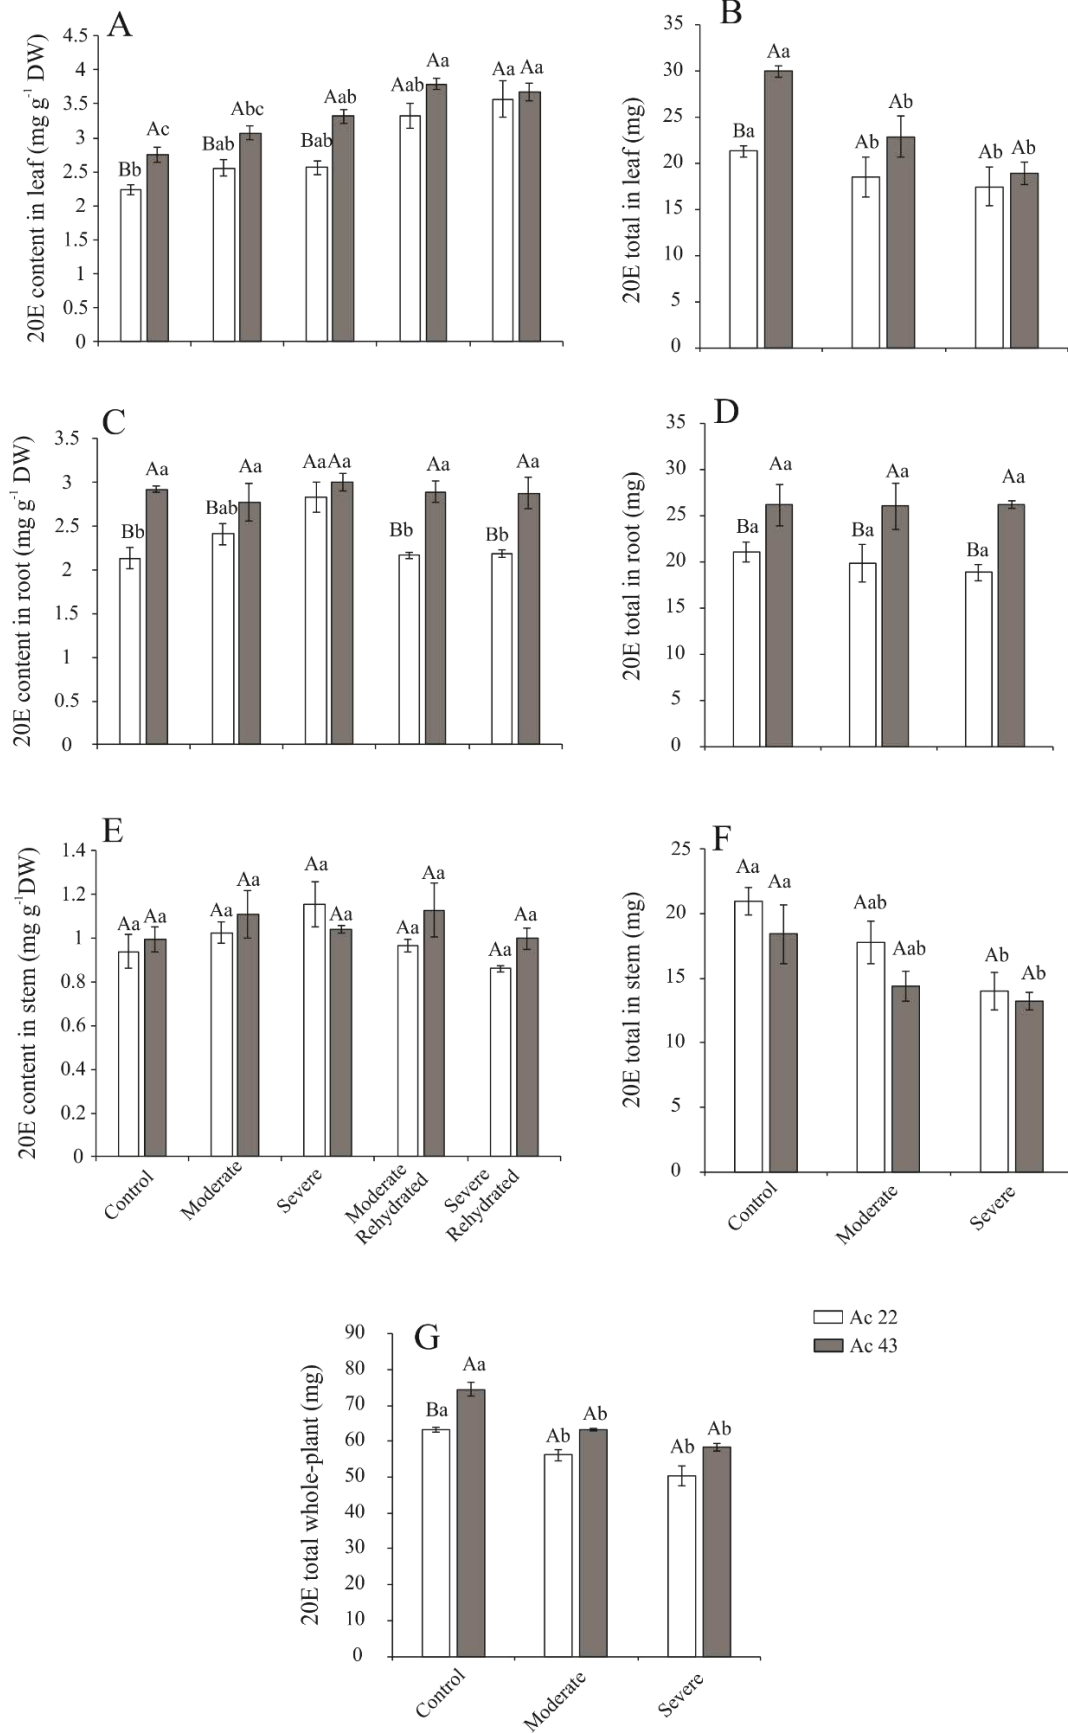 A
20E content in leaf (mg g-1 DW)
4.5
4
3.5
3
2.5
2
1.5
1
0.5
0
Bb
Ac
Bab
Abc
Bab
Aab
Aab
Aa
Aa
Aa
B
20E total in leaf (mg)
35
30
25
20
15
10
5
0
Ba
Aa
Ab
Ab
Ab
Ab
C
20E content in root (mg g-1 DW)
3.5
3
2.5
2
1.5
1
0.5
0
Bb
Aa
Bab
Aa
Aa
Aa
Bb
Aa
Bb
Aa
D
20E total in root (mg)
35
30
25
20
15
10
5
0
Ba
Aa
Ba
Aa
Ba
Aa
E
20E content in stem (mg g-1DW)
1.4
1.2
1
0.8
0.6
0.4
0.2
0
Aa
Aa
Aa
Aa
Aa
Aa
Aa
Aa
Aa
Aa
Control
Moderate
Severe
Moderate
Rehydrated
Severe
Rehydrated
F
20E total in stem (mg)
25
20
15
10
5
0
Aa
Aa
Aab
Aab
Ab
Ab
Control
Moderate
Severe
Ac 22
Ac 43
G
20E total whole-plant (mg)
90
80
70
60
50
40
30
20
10
0
Ba
Aa
Ab
Ab
Ab
Ab
Control
Moderate
Severe